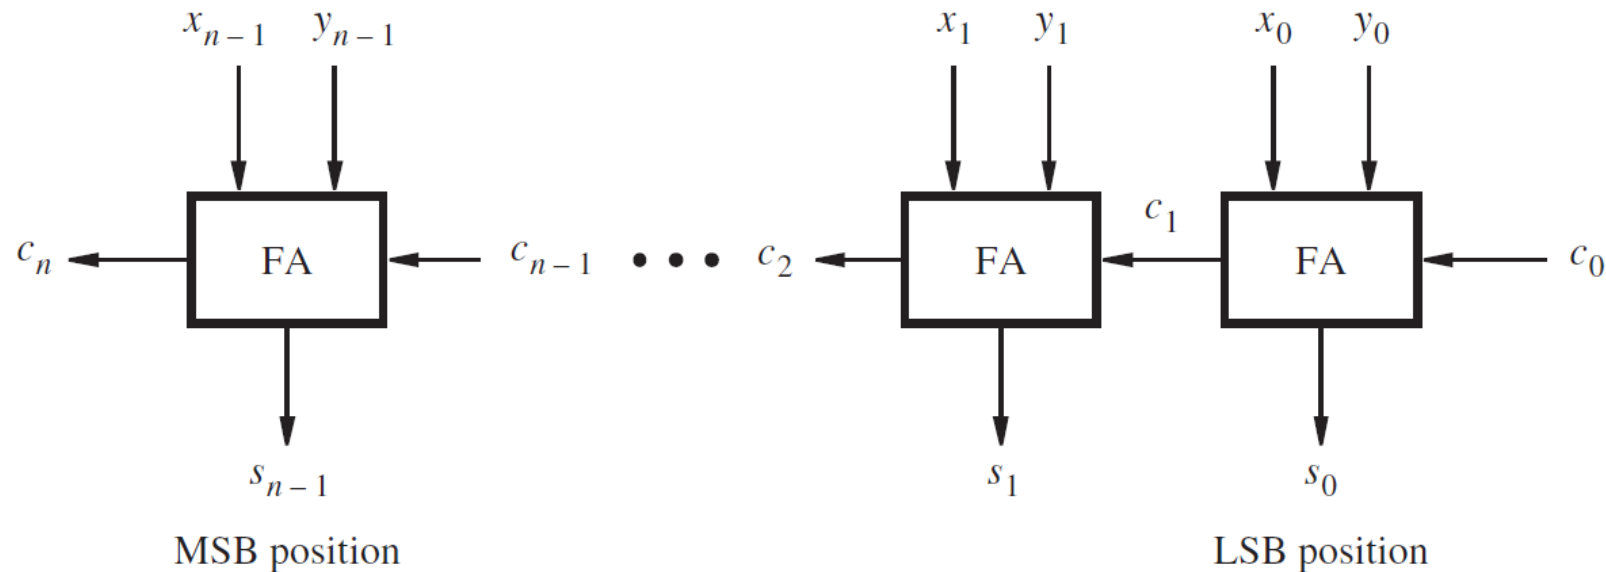 xₙ₋₁ yₙ₋₁ x₁ y₁ x₀ y₀
c₁
cₙ FA cₙ₋₁ • • • c₂ FA FA c₀
sₙ₋₁ s₁ s₀
MSB position LSB position